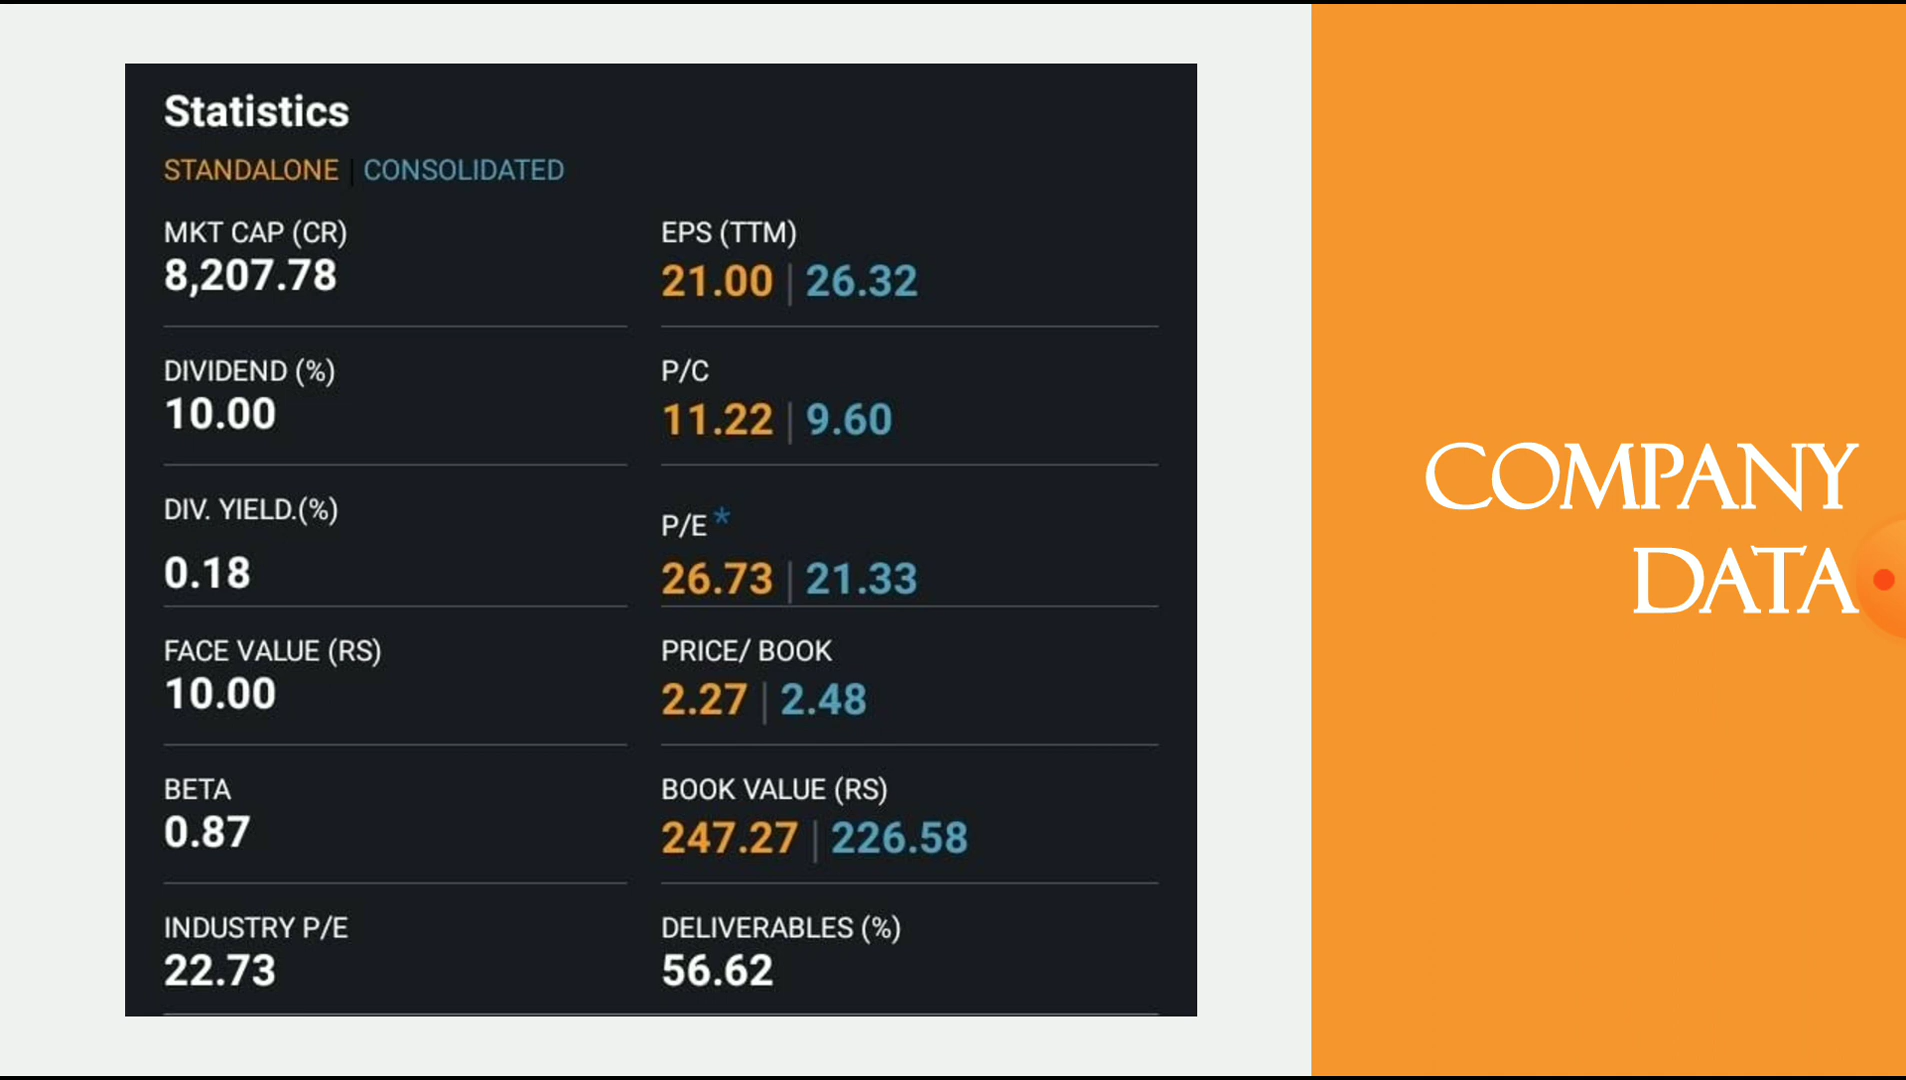 Statistics
STANDALONE | CONSOLIDATED
MKT CAP (CR)
8,207.78
EPS (TTM)
21.00 | 26.32
DIVIDEND (%)
10.00
P/C
11.22 | 9.60
DIV. YIELD.(%)
0.18
P/E*
26.73 | 21.33
FACE VALUE (RS)
10.00
PRICE/ BOOK
2.27 | 2.48
BETA
0.87
BOOK VALUE (RS)
247.27 | 226.58
INDUSTRY P/E
22.73
DELIVERABLES (%)
56.62
COMPANY
DATA